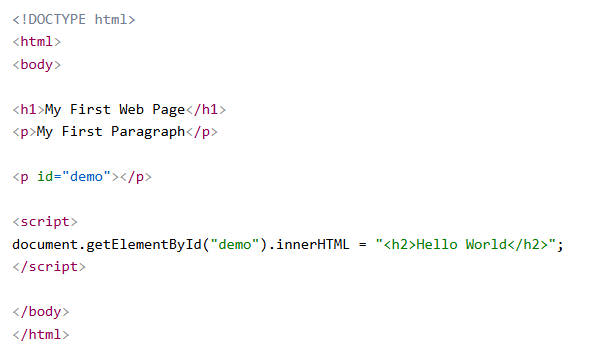 <!DOCTYPE html>
<html>
<body>
<h1>My First Web Page</h1>
<p>My First Paragraph</p>
<p id="demo"></p>
<script>
document.getElementById("demo").innerHTML = "<h2>Hello World</h2>";
</script>
</body>
</html>